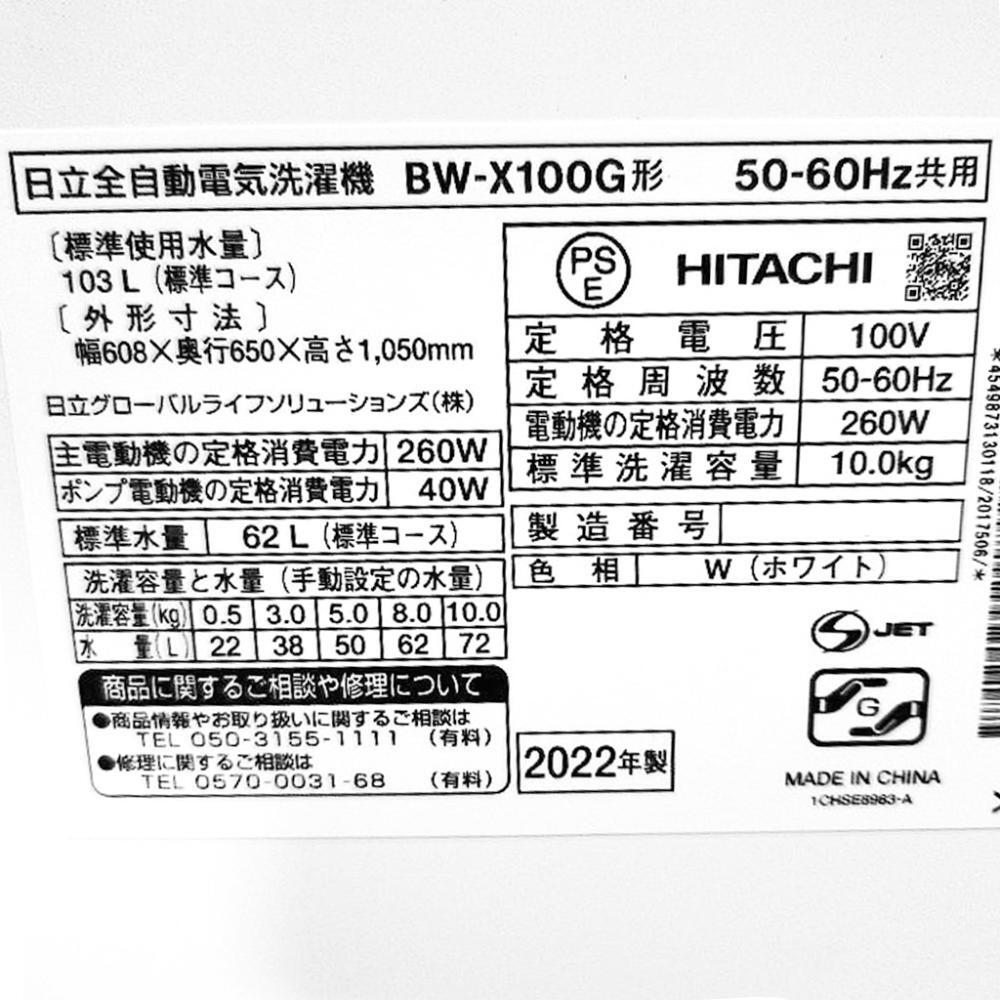 日立全自動電気洗濯機 BW-X100G形 50-60Hz共用
〔標準使用水量〕
103 L (標準コース)
〔外形寸法〕
幅608×奥行650×高さ1,050mm
日立グローバルライフソリューションズ(株)
主電動機の定格消費電力 260W
ポンプ電動機の定格消費電力 40W
標準水量 62 L (標準コース)
洗濯容量と水量 (手動設定の水量)
洗濯容量(kg) 0.5 3.0 5.0 8.0 10.0
水量(L) 22 38 50 62 72
商品に関するご相談や修理について
●商品情報やお取り扱いに関するご相談は
TEL 050-3155-1111 (有料)
●修理に関するご相談は
TEL 0570-0031-68 (有料)
PS
E
HITACHI
定格電圧 100V
定格周波数 50-60Hz
電動機の定格消費電力 260W
標準洗濯容量 10.0kg
製造番号
色相 W (ホワイト)
S JET
G
2022年製
MADE IN CHINA
1CHSE8983-A
*4549873130118/2017506/*